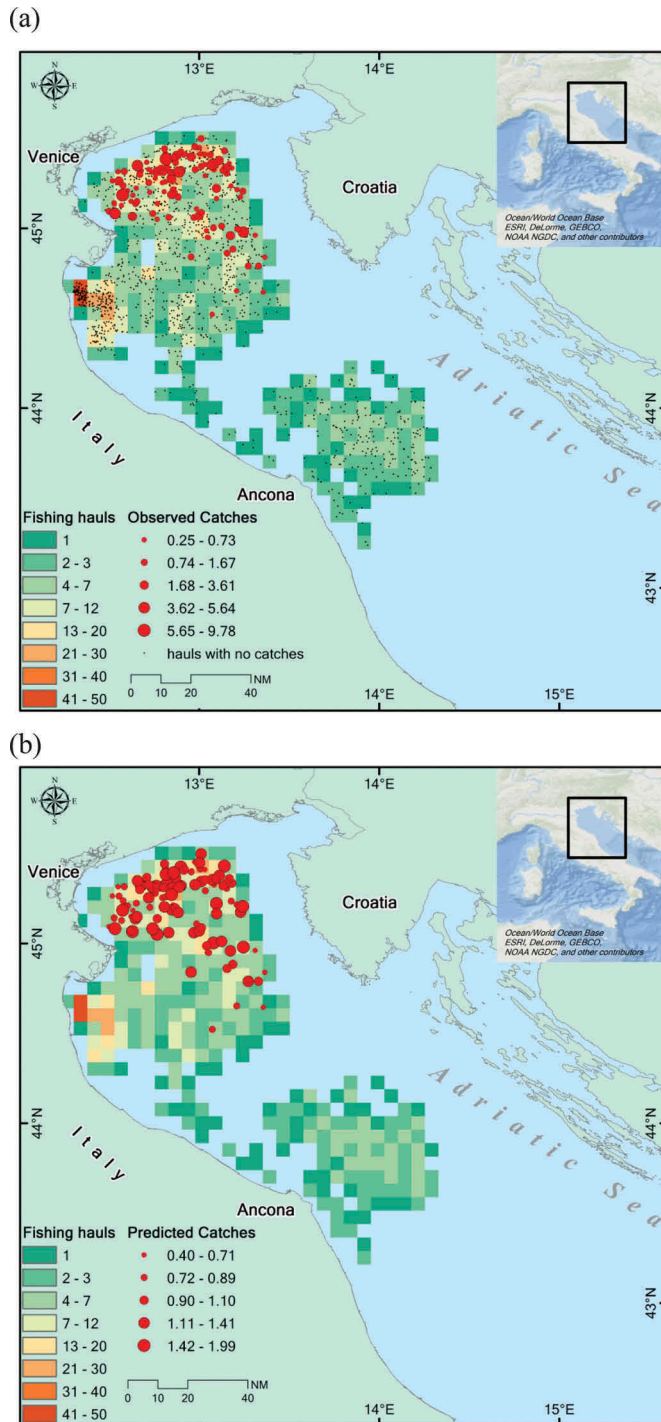 (a)
13°E
14°E
N
W
E
S
Venice
Croatia
Ocean/World Ocean Base
ESRI, DeLorme, GEBCO,
NOAA NGDC, and other contributors
45°N
45°N
Adriatic Sea
44°N
44°N
Italy
Ancona
Fishing hauls
Observed Catches
1
0.25 - 0.73
2 - 3
0.74 - 1.67
4 - 7
1.68 - 3.61
43°N
7 - 12
3.62 - 5.64
13 - 20
5.65 - 9.78
21 - 30
hauls with no catches
31 - 40
NM
41 - 50
0 10 20 40
14°E
15°E
(b)
13°E
14°E
N
W
E
S
Venice
Croatia
Ocean/World Ocean Base
ESRI, DeLorme, GEBCO,
NOAA NGDC, and other contributors
45°N
45°N
Adriatic Sea
44°N
44°N
Italy
Ancona
Fishing hauls
Predicted Catches
1
0.40 - 0.71
2 - 3
0.72 - 0.89
4 - 7
0.90 - 1.10
43°N
7 - 12
1.11 - 1.41
13 - 20
1.42 - 1.99
21 - 30
31 - 40
NM
41 - 50
0 10 20 40
14°E
15°E